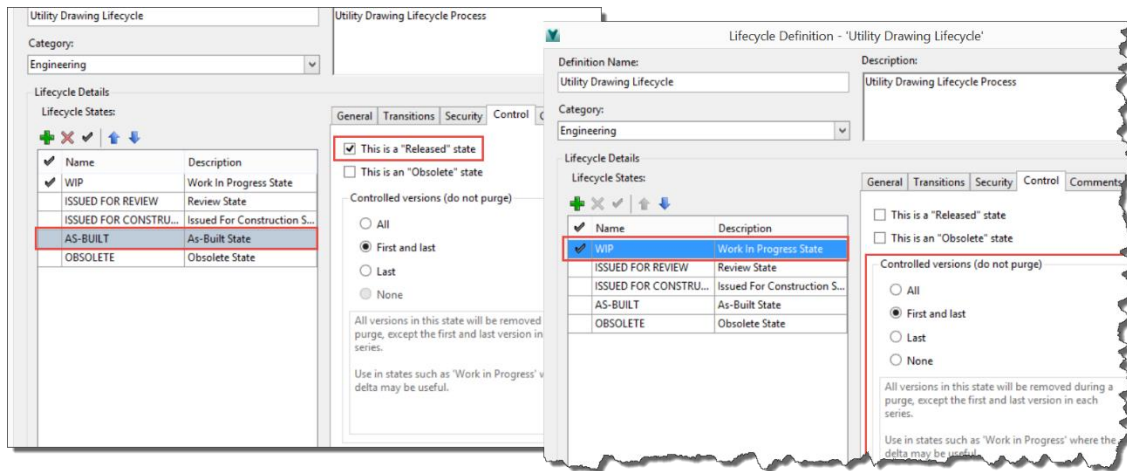 Utility Drawing Lifecycle
Utility Drawing Lifecycle Process
Category:
Engineering
Lifecycle Details
Lifecycle States:
General Transitions Security Control
Name Description
WIP Work In Progress State
ISSUED FOR REVIEW Review State
ISSUED FOR CONSTRU... Issued For Construction S...
AS-BUILT As-Built State
OBSOLETE Obsolete State
This is a "Released" state
This is an "Obsolete" state
Controlled versions (do not purge)
All
First and last
Last
None
All versions in this state will be removed
purge, except the first and last version in
series.
Use in states such as 'Work in Progress'
delta may be useful.
Lifecycle Definition - 'Utility Drawing Lifecycle'
Definition Name:
Utility Drawing Lifecycle
Description:
Utility Drawing Lifecycle Process
Category:
Engineering
Lifecycle Details
Lifecycle States:
General Transitions Security Control Comments
Name Description
WIP Work In Progress State
ISSUED FOR REVIEW Review State
ISSUED FOR CONSTRU... Issued For Construction S...
AS-BUILT As-Built State
OBSOLETE Obsolete State
This is a "Released" state
This is an "Obsolete" state
Controlled versions (do not purge)
All
First and last
Last
None
All versions in this state will be removed during a
purge, except the first and last version in each
series.
Use in states such as 'Work in Progress' where the
delta may be useful.